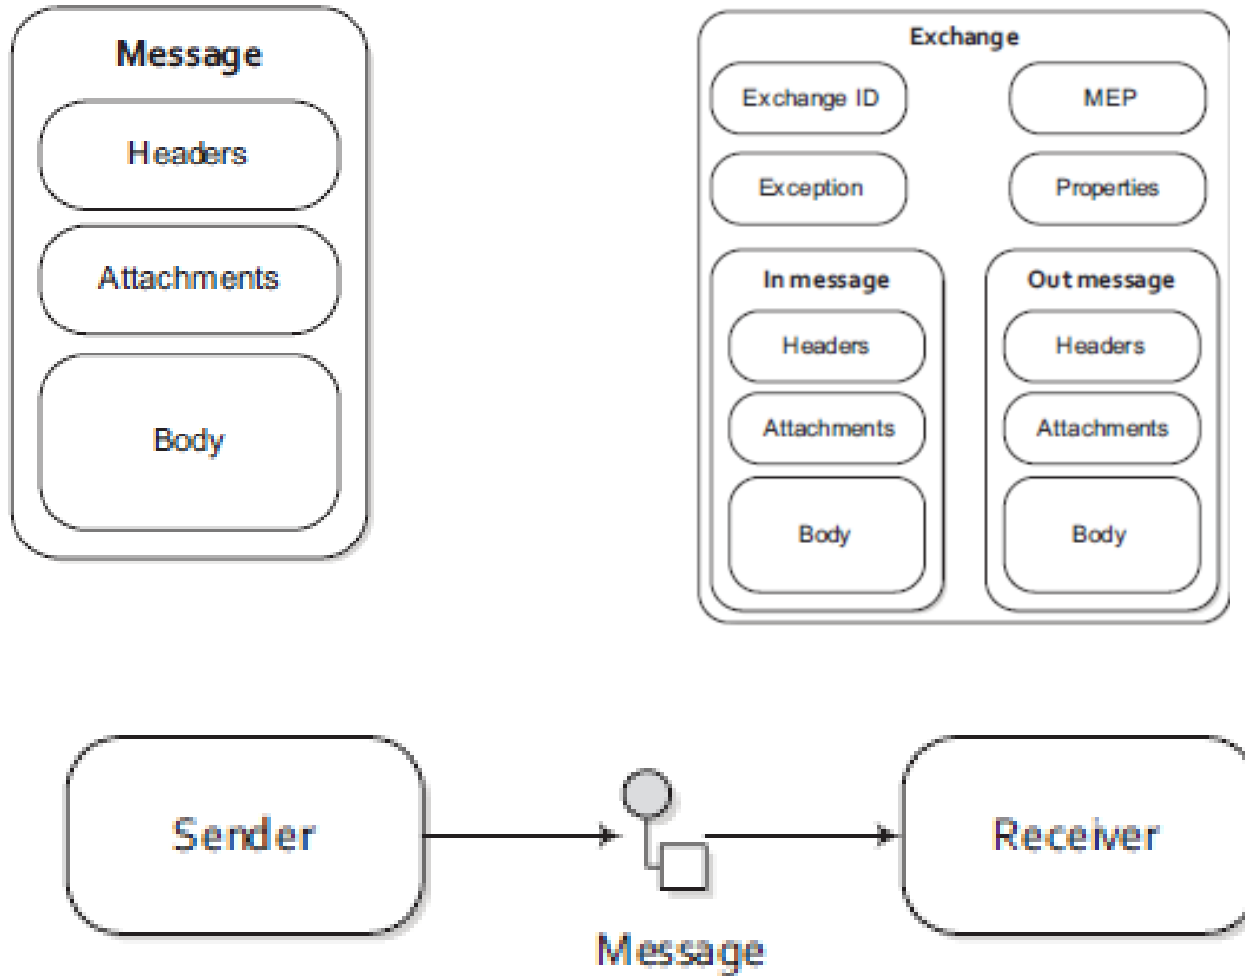 Message
Headers
Attachments
Body
Exchange
Exchange ID
MEP
Exception
Properties
In message
Headers
Attachments
Body
Out message
Headers
Attachments
Body
Sender
Message
Receiver